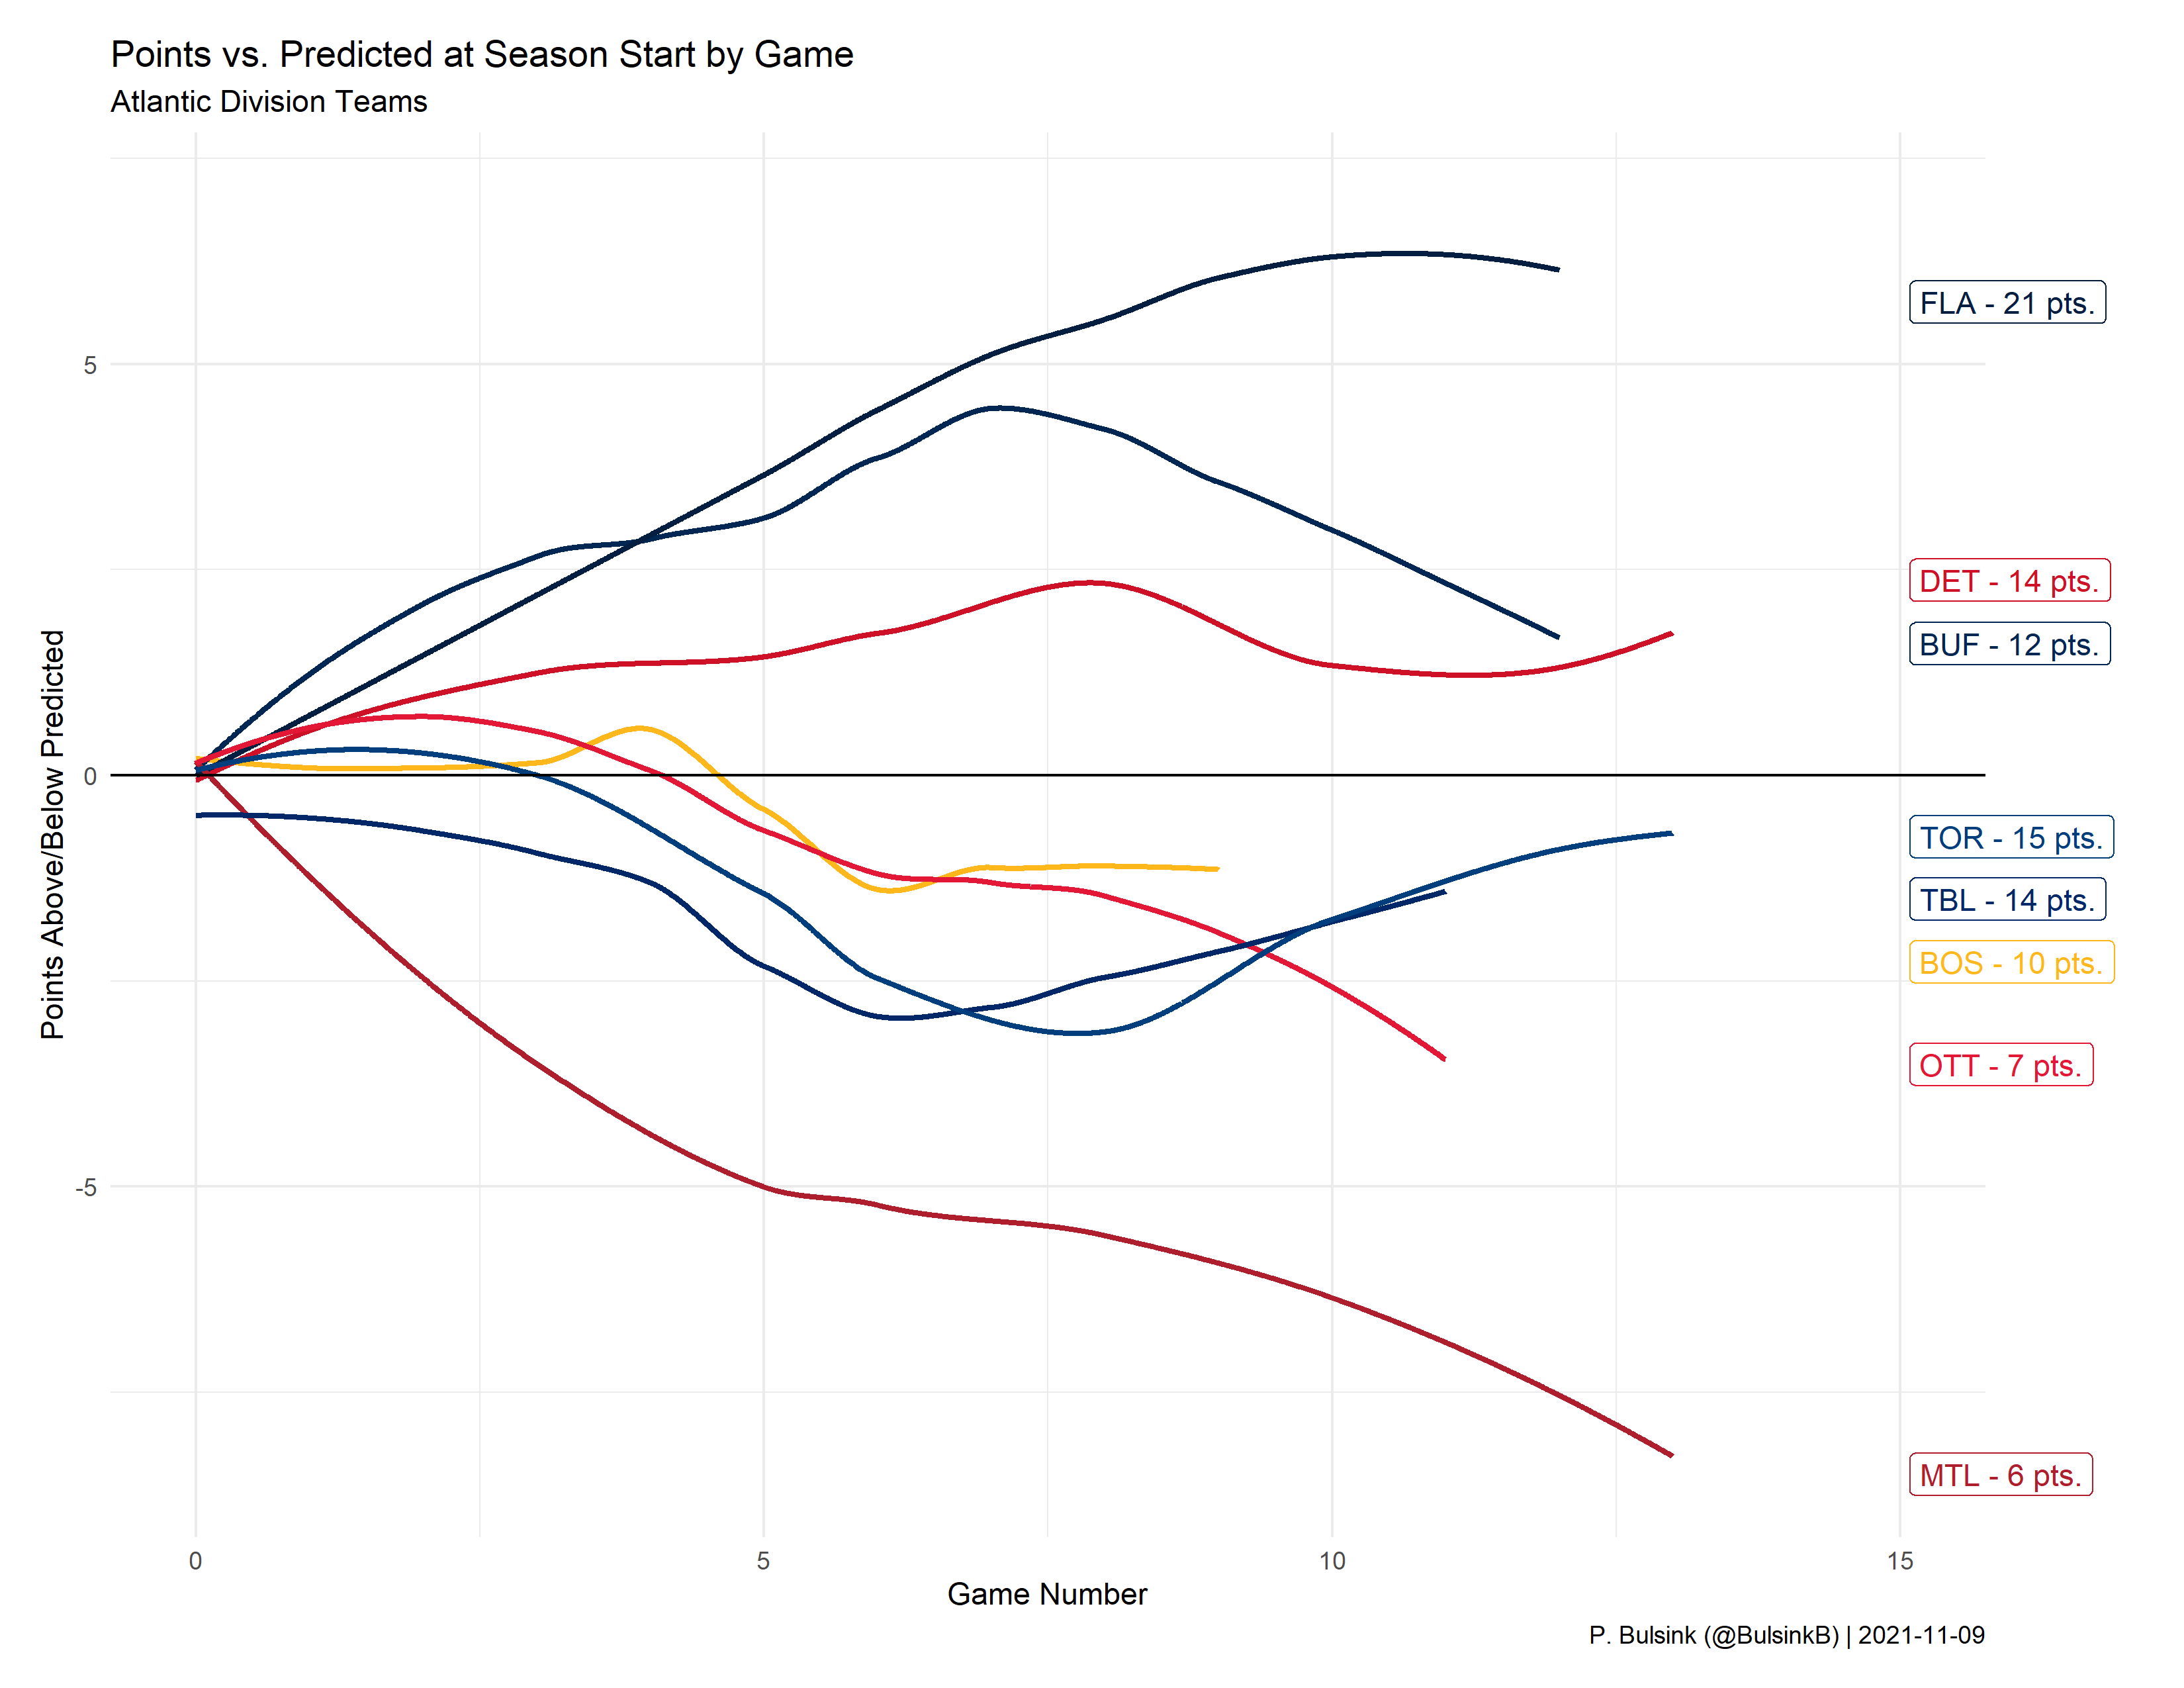 Points vs. Predicted at Season Start by Game
Atlantic Division Teams
Points Above/Below Predicted
5
0
-5
FLA - 21 pts.
DET - 14 pts.
BUF - 12 pts.
TOR - 15 pts.
TBL - 14 pts.
BOS - 10 pts.
OTT - 7 pts.
MTL - 6 pts.
0 5 10 15
Game Number
P. Bulsink (@BulsinkB) | 2021-11-09